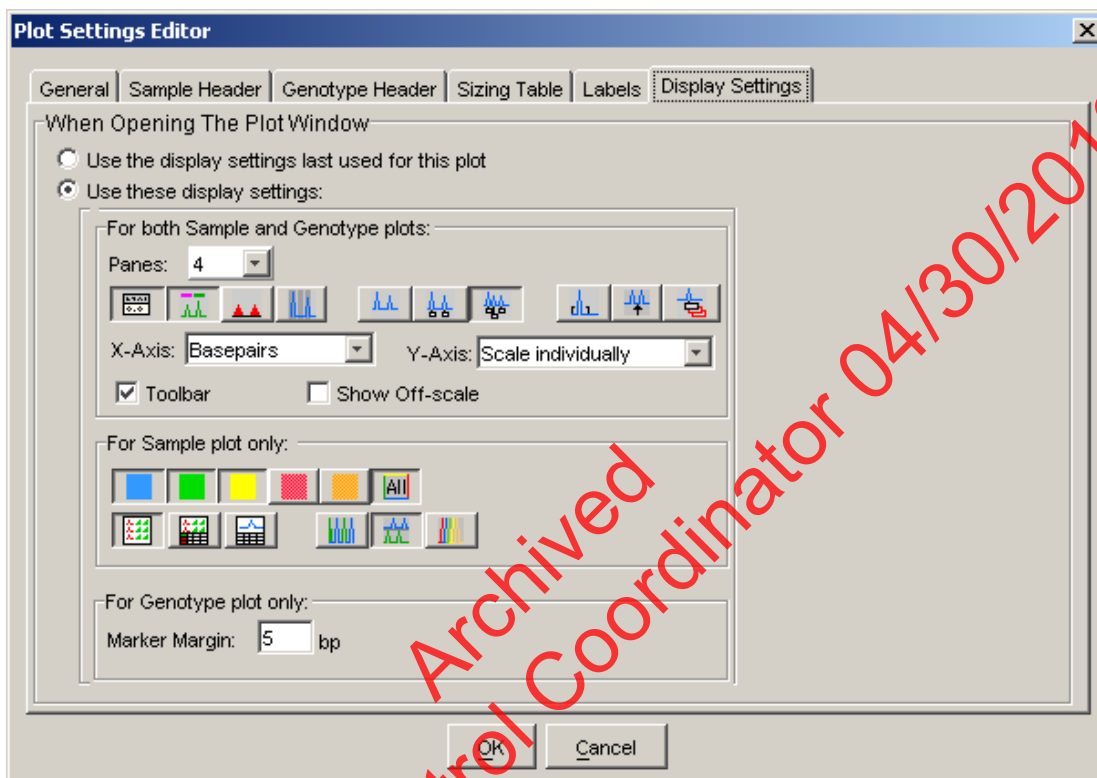 Plot Settings Editor
General Sample Header Genotype Header Sizing Table Labels Display Settings
When Opening The Plot Window
Use the display settings last used for this plot
Use these display settings:
For both Sample and Genotype plots:
Panes: 4
X-Axis: Basepairs Y-Axis: Scale individually
Toolbar Show Off-scale
For Sample plot only:
All
For Genotype plot only:
Marker Margin: 5 bp
OK Cancel
Archived
Coordinator